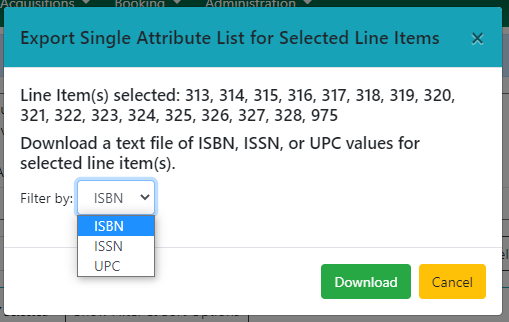 Acquisitions Booking Administration
Export Single Attribute List for Selected Line Items ×
Line Item(s) selected: 313, 314, 315, 316, 317, 318, 319, 320,
321, 322, 323, 324, 325, 326, 327, 328, 975
Download a text file of ISBN, ISSN, or UPC values for
selected line item(s).
Filter by: ISBN
ISBN
ISSN
UPC
Download Cancel